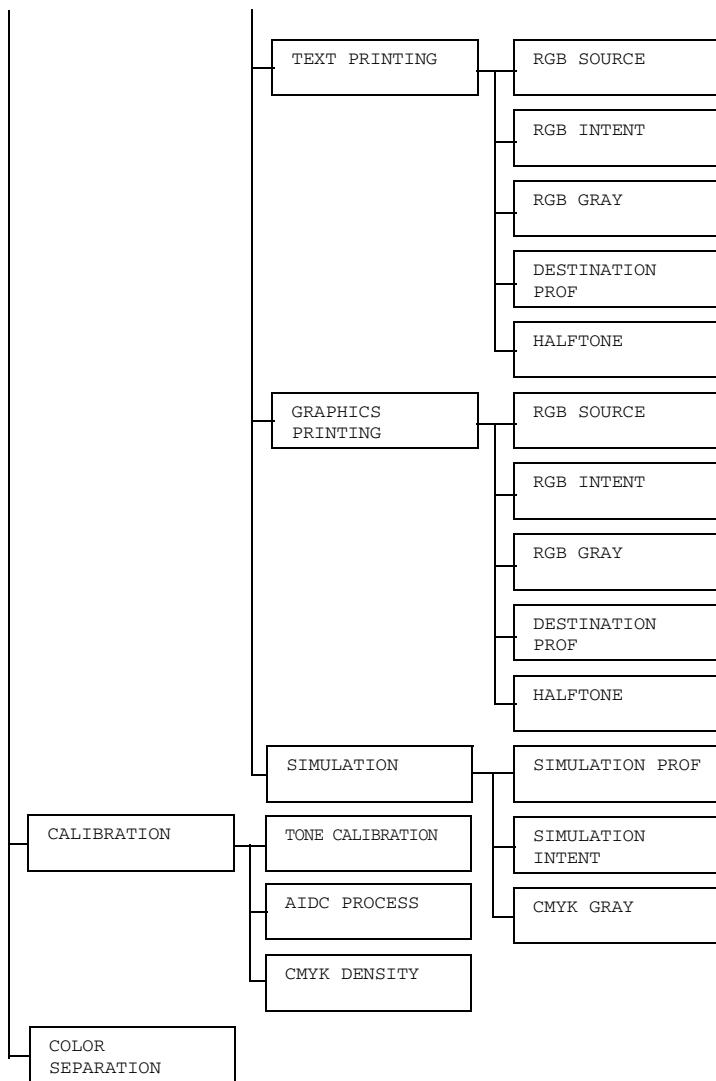 TEXT PRINTING
RGB SOURCE
RGB INTENT
RGB GRAY
DESTINATION
PROF
HALFTONE
GRAPHICS
PRINTING
RGB SOURCE
RGB INTENT
RGB GRAY
DESTINATION
PROF
HALFTONE
SIMULATION
SIMULATION PROF
SIMULATION
INTENT
CMYK GRAY
CALIBRATION
TONE CALIBRATION
AIDC PROCESS
CMYK DENSITY
COLOR
SEPARATION